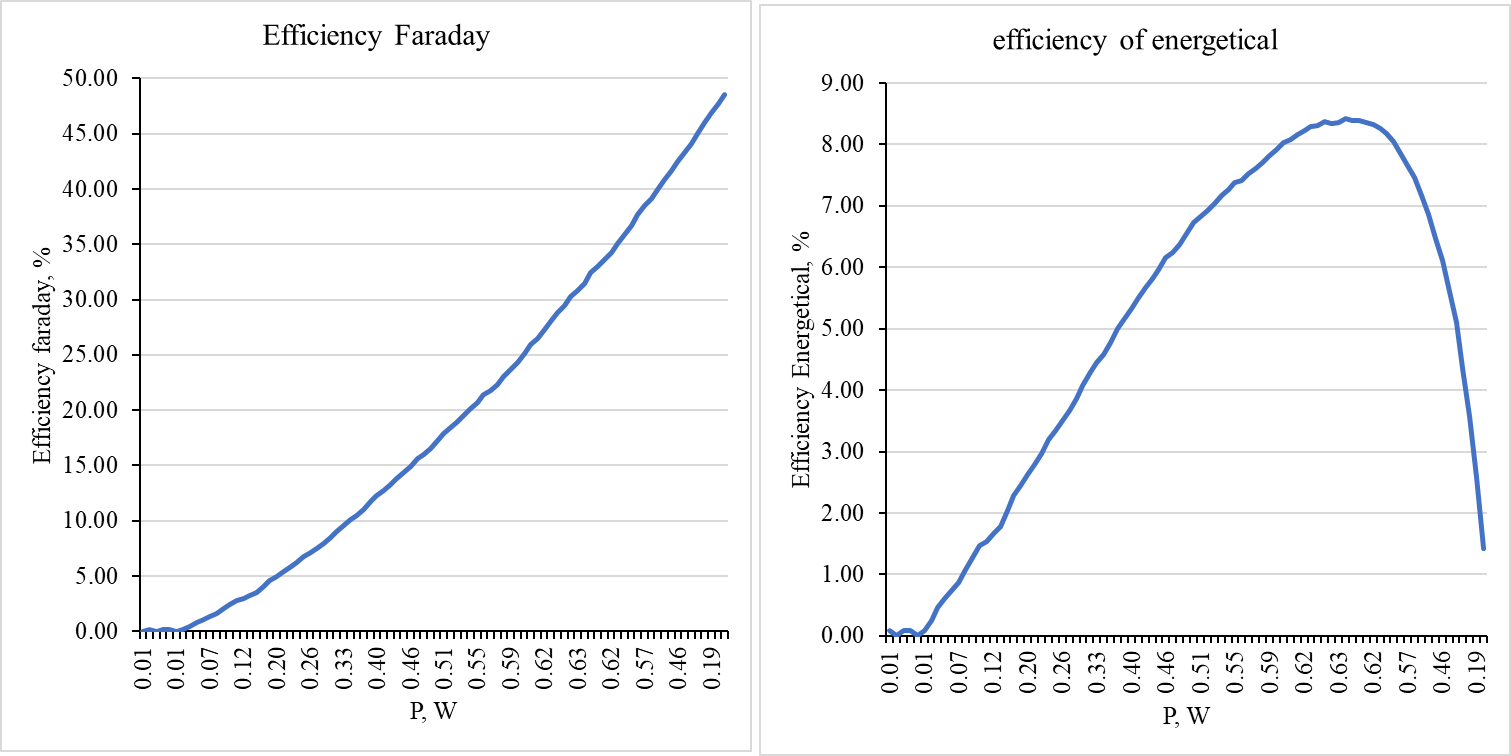 Efficiency Faraday
50.00
45.00
40.00
35.00
30.00
25.00
20.00
15.00
10.00
5.00
0.00
Efficiency faraday, %
0.01 0.01 0.07 0.12 0.20 0.26 0.33 0.40 0.46 0.51 0.55 0.59 0.62 0.63 0.62 0.57 0.46 0.19
P, W
efficiency of energetical
9.00
8.00
7.00
6.00
5.00
4.00
3.00
2.00
1.00
0.00
Efficiency Energetical, %
0.01 0.01 0.07 0.12 0.20 0.26 0.33 0.40 0.46 0.51 0.55 0.59 0.62 0.63 0.62 0.57 0.46 0.19
P, W